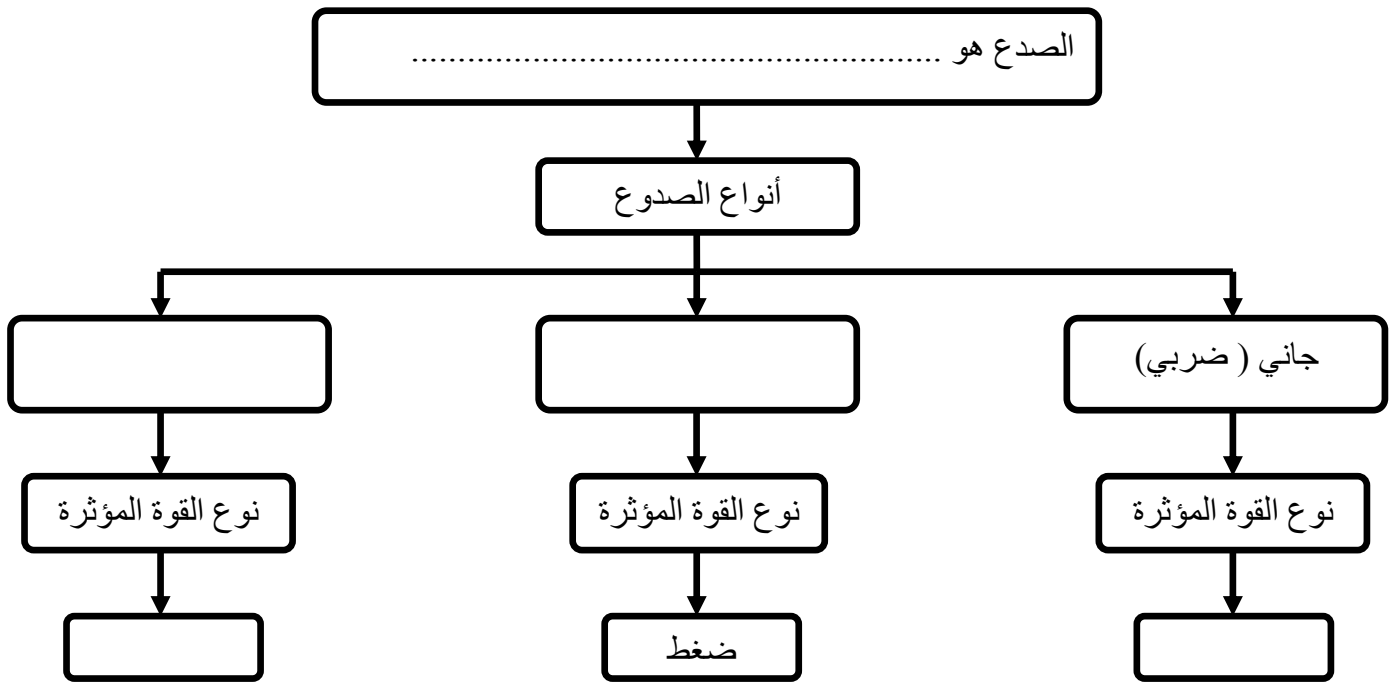 الصدع هو .........................................................
أنواع الصدوع
جاني ( ضربي)
نوع القوة المؤثرة
نوع القوة المؤثرة
نوع القوة المؤثرة
ضغط